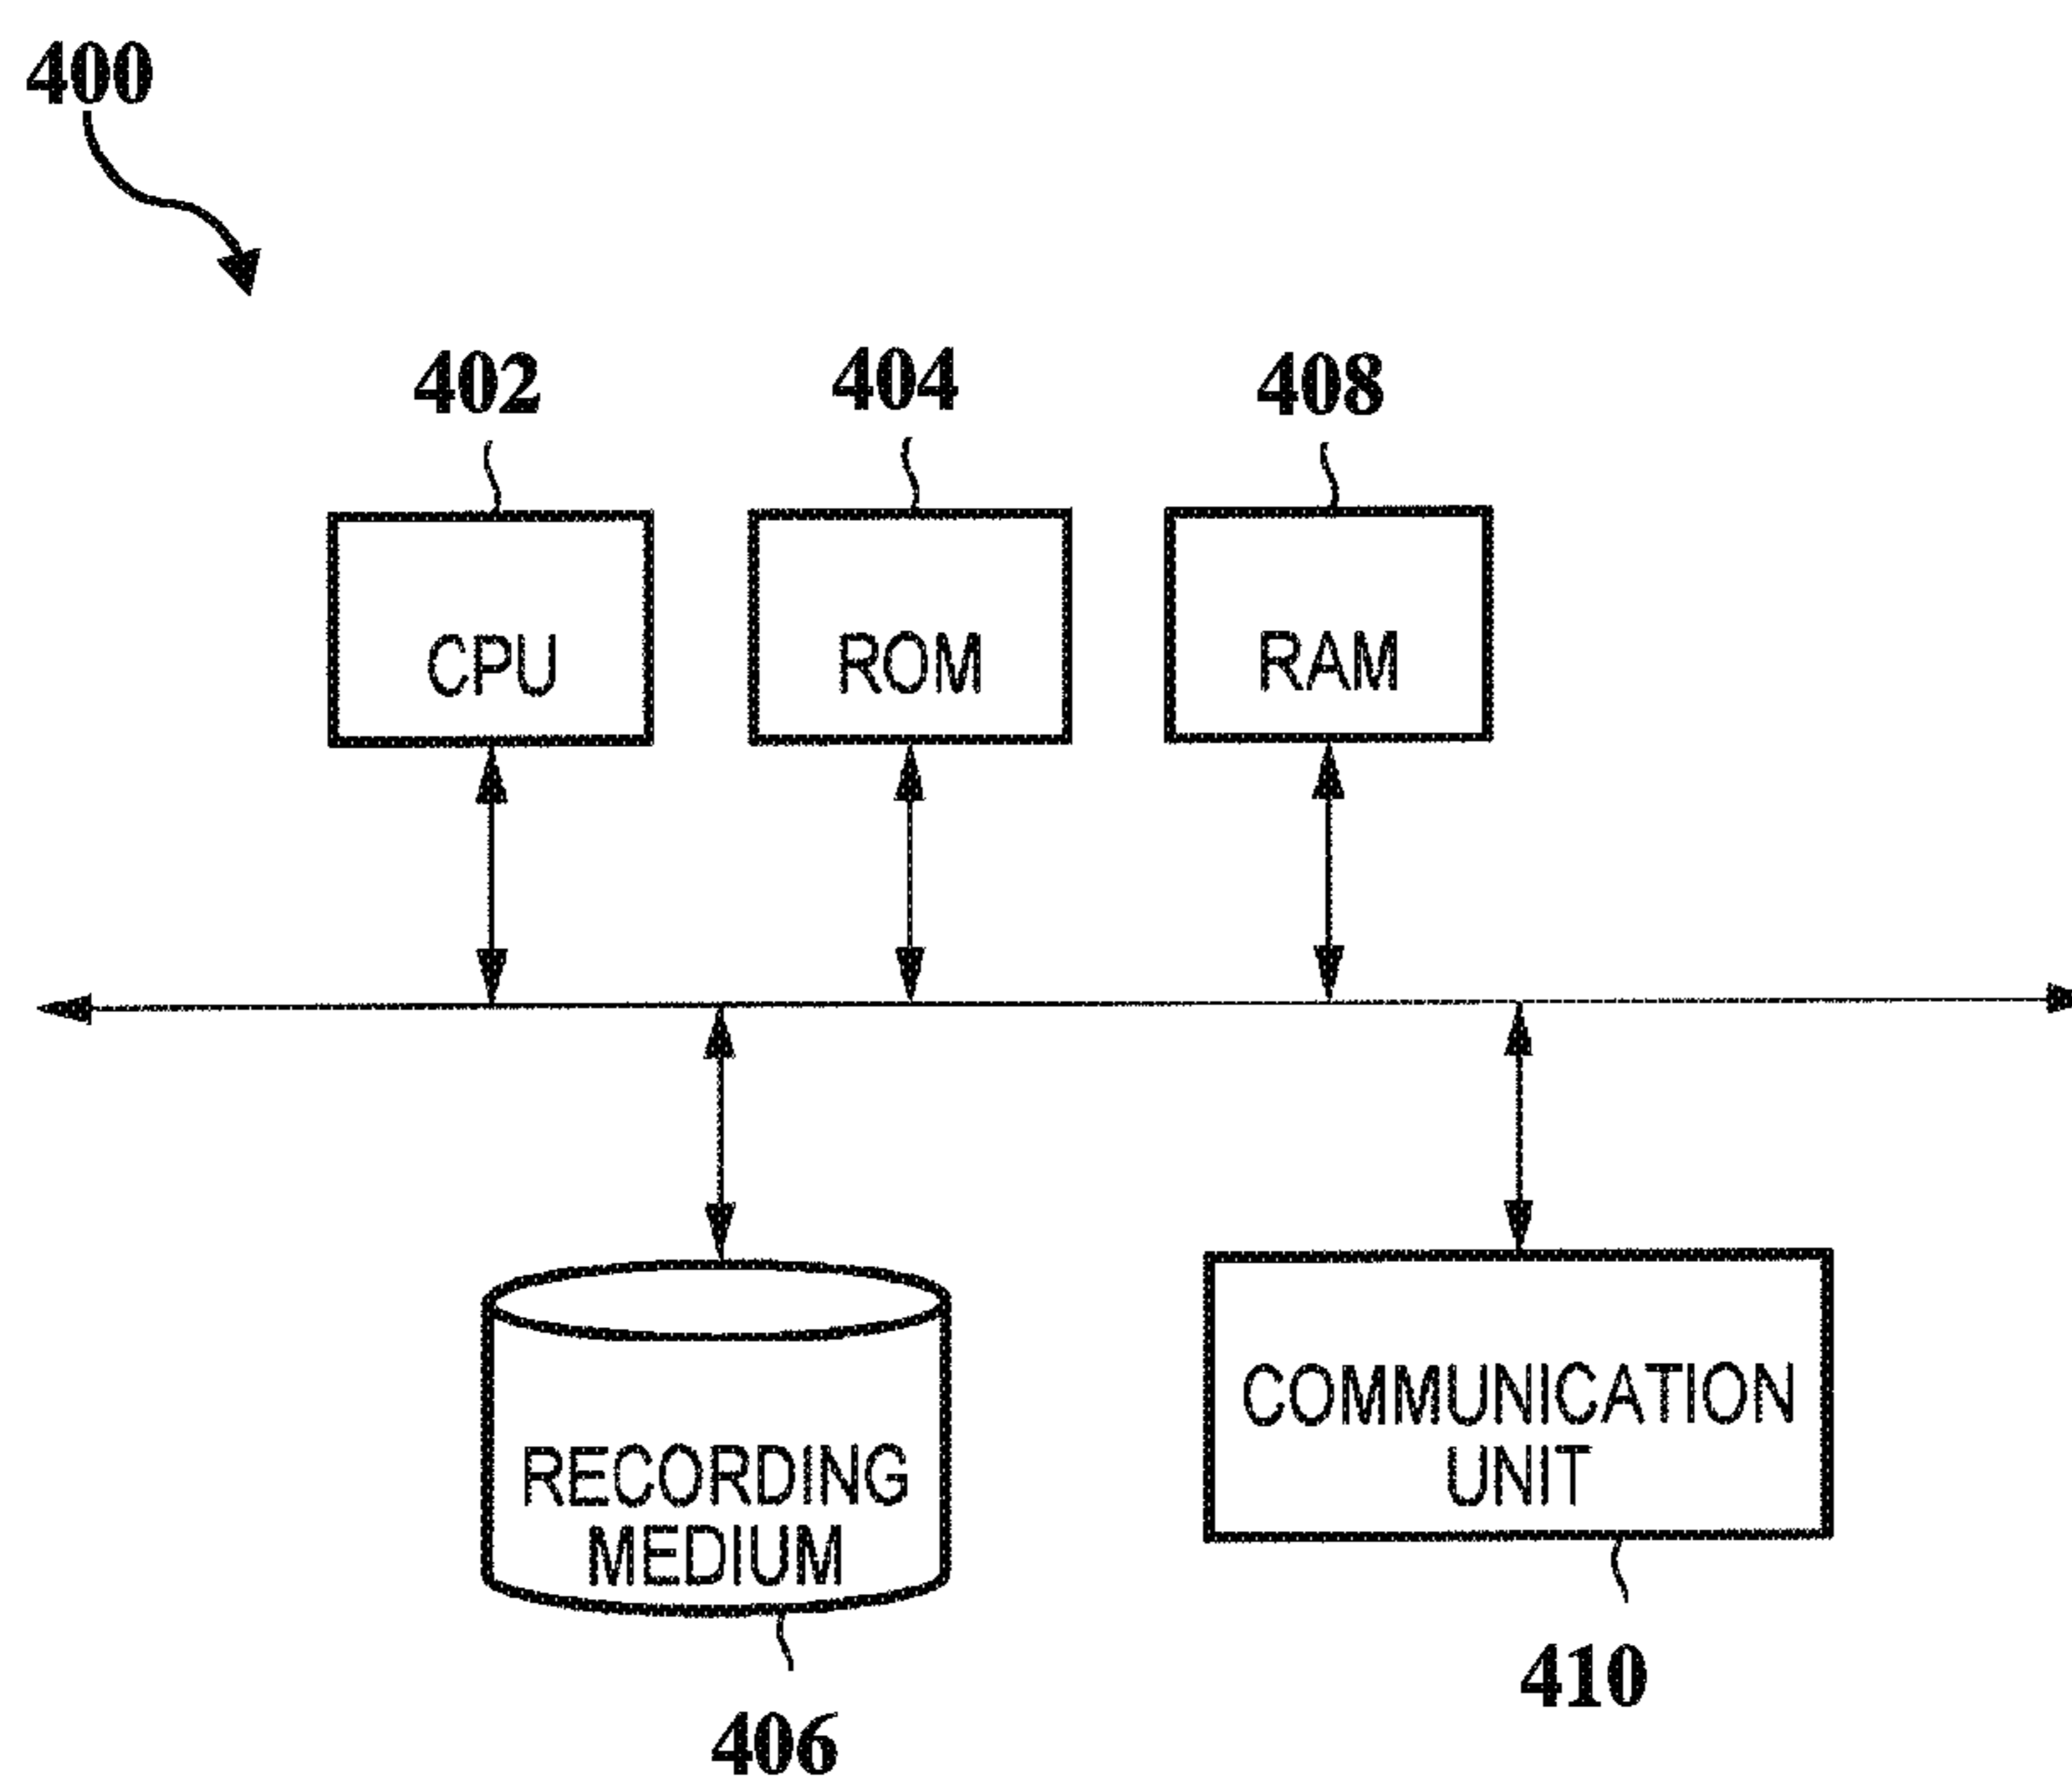 400
402
404
408
CPU
ROM
RAM
RECORDING
MEDIUM
COMMUNICATION
UNIT
406
410